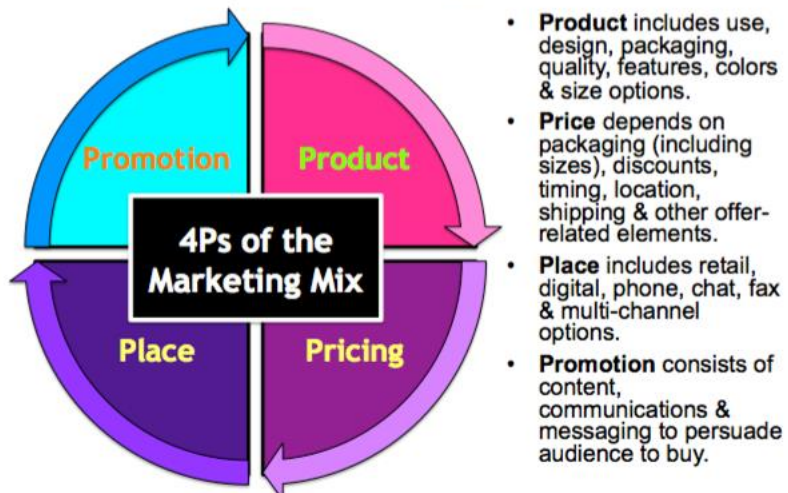 Promotion
Product
4Ps of the
Marketing Mix
Place
Pricing
• Product includes use,
design, packaging,
quality, features, colors
& size options.
• Price depends on
packaging (including
sizes), discounts,
timing, location,
shipping & other offer-
related elements.
• Place includes retail,
digital, phone, chat, fax
& multi-channel
options.
• Promotion consists of
content,
communications &
messaging to persuade
audience to buy.